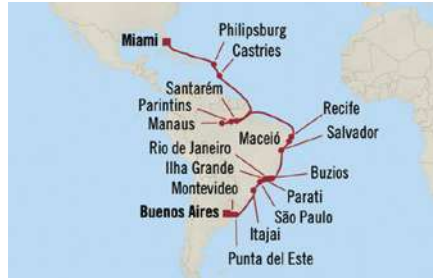 Miami
Philipsburg
Castries
Santarém
Parintins
Manaus
Recife
Maceió
Salvador
Rio de Janeiro
Ilha Grande
Buzios
Montevideo
Parati
Buenos Aires
São Paulo
Itajai
Punta del Este